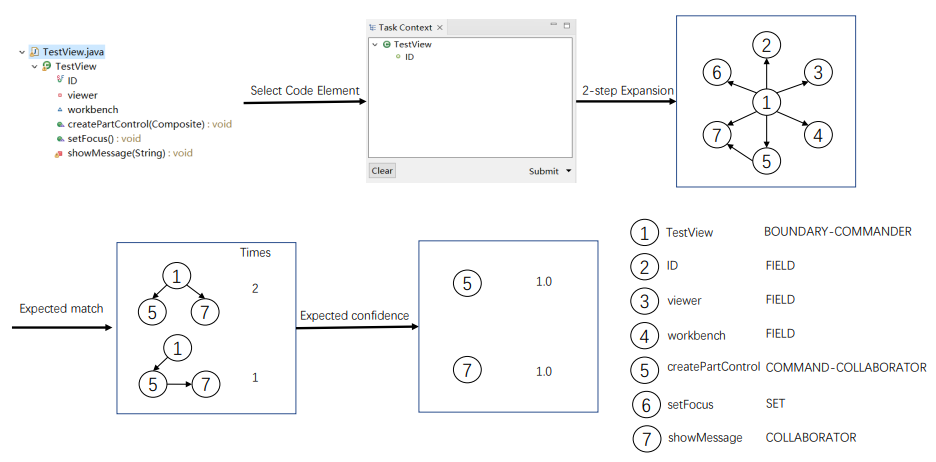 TestView.java
TestView
ID
viewer
workbench
createPartControl(Composite) : void
setFocus() : void
showMessage(String) : void
Select Code Element
Task Context
TestView
ID
Clear
Submit
2-step Expansion
2
6
3
1
7
4
5
Expected match
Times
1
5
7
2
1
5
7
1
Expected confidence
5
1.0
7
1.0
1 TestView BOUNDARY-COMMANDER
2 ID FIELD
3 viewer FIELD
4 workbench FIELD
5 createPartControl COMMAND-COLLABORATOR
6 setFocus SET
7 showMessage COLLABORATOR